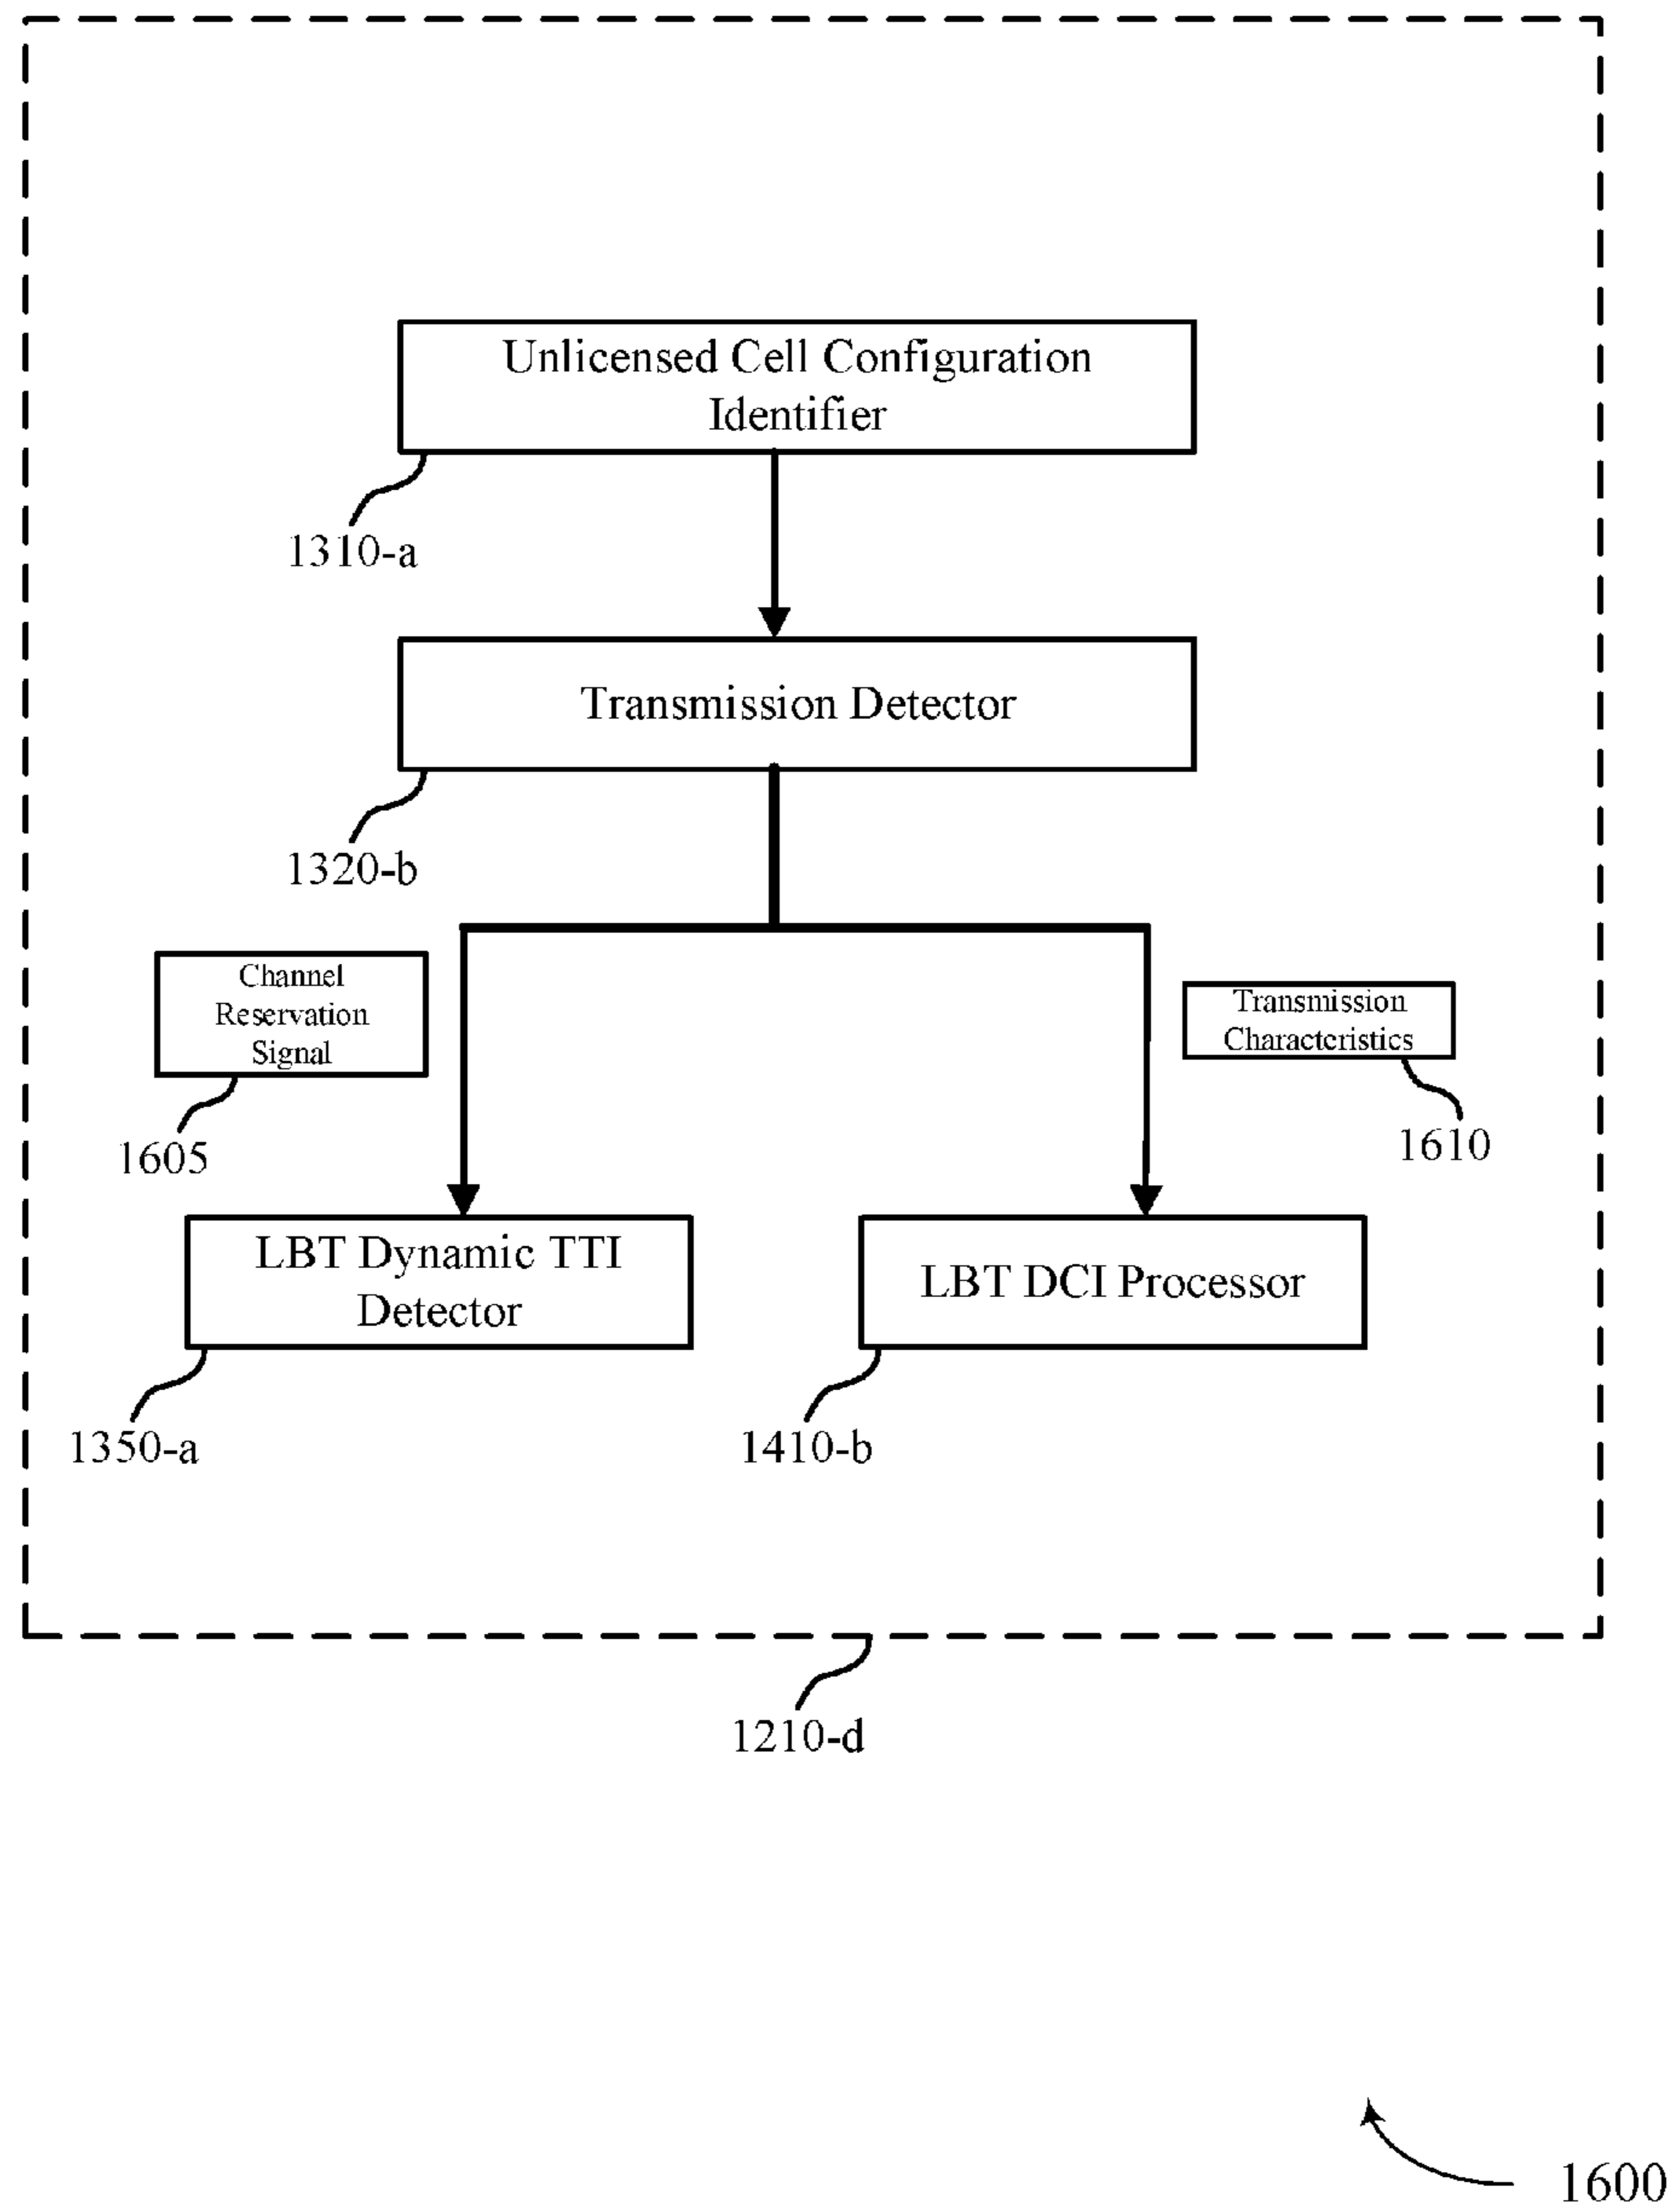 Unlicensed Cell Configuration
Identifier
1310-a
Transmission Detector
1320-b
Channel
Reservation
Signal
1605
Transmission
Characteristics
1610
LBT Dynamic TTI
Detector
1350-a
LBT DCI Processor
1410-b
1210-d
1600